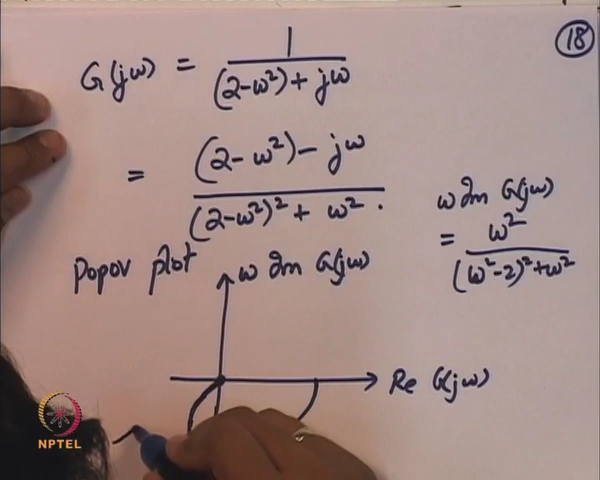 18
G(jω) = 1 / ((2-ω²) + jω)
= ((2-ω²) - jω) / ((2-ω²)² + ω²).
ω Im G(jω)
= ω² / ((ω²-2)² + ω²)
Popov plot
ω Im G(jω)
Re G(jω)
NPTEL